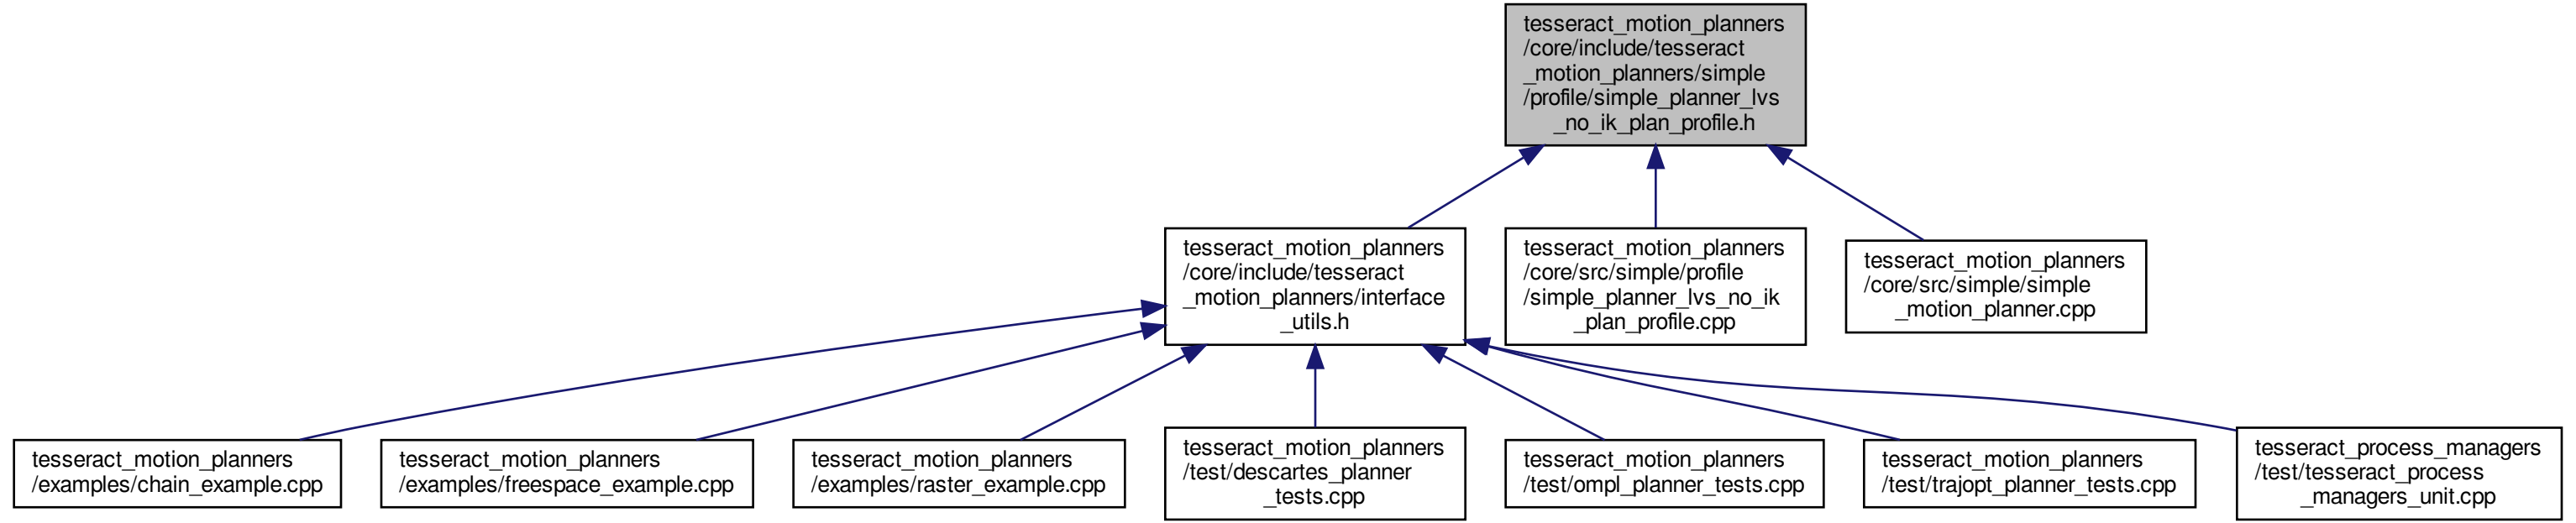 tesseract_motion_planners
/core/include/tesseract
_motion_planners/simple
/profile/simple_planner_lvs
_no_ik_plan_profile.h
tesseract_motion_planners
/core/include/tesseract
_motion_planners/interface
_utils.h
tesseract_motion_planners
/core/src/simple/profile
/simple_planner_lvs_no_ik
_plan_profile.cpp
tesseract_motion_planners
/core/src/simple/simple
_motion_planner.cpp
tesseract_motion_planners
/examples/chain_example.cpp
tesseract_motion_planners
/examples/freespace_example.cpp
tesseract_motion_planners
/examples/raster_example.cpp
tesseract_motion_planners
/test/descartes_planner
_tests.cpp
tesseract_motion_planners
/test/ompl_planner_tests.cpp
tesseract_motion_planners
/test/trajopt_planner_tests.cpp
tesseract_process_managers
/test/tesseract_process
_managers_unit.cpp